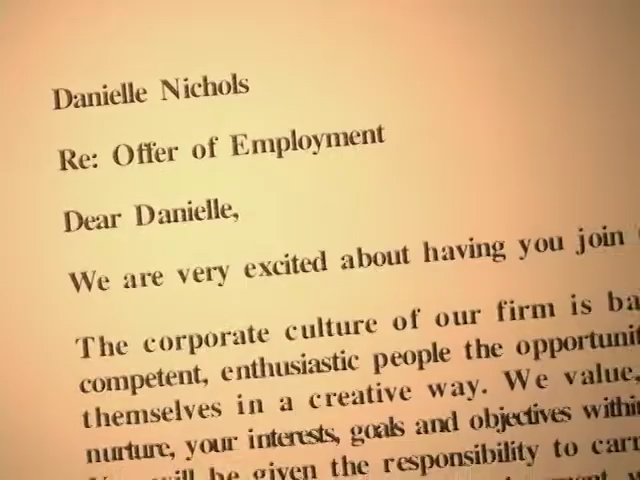 Danielle Nichols
Re: Offer of Employment
Dear Danielle,
We are very excited about having you join
The corporate culture of our firm is
competent, enthusiastic people the
themselves in a creative way. We value,
nurture, your interests, goals and objectives
will be given the responsibility to